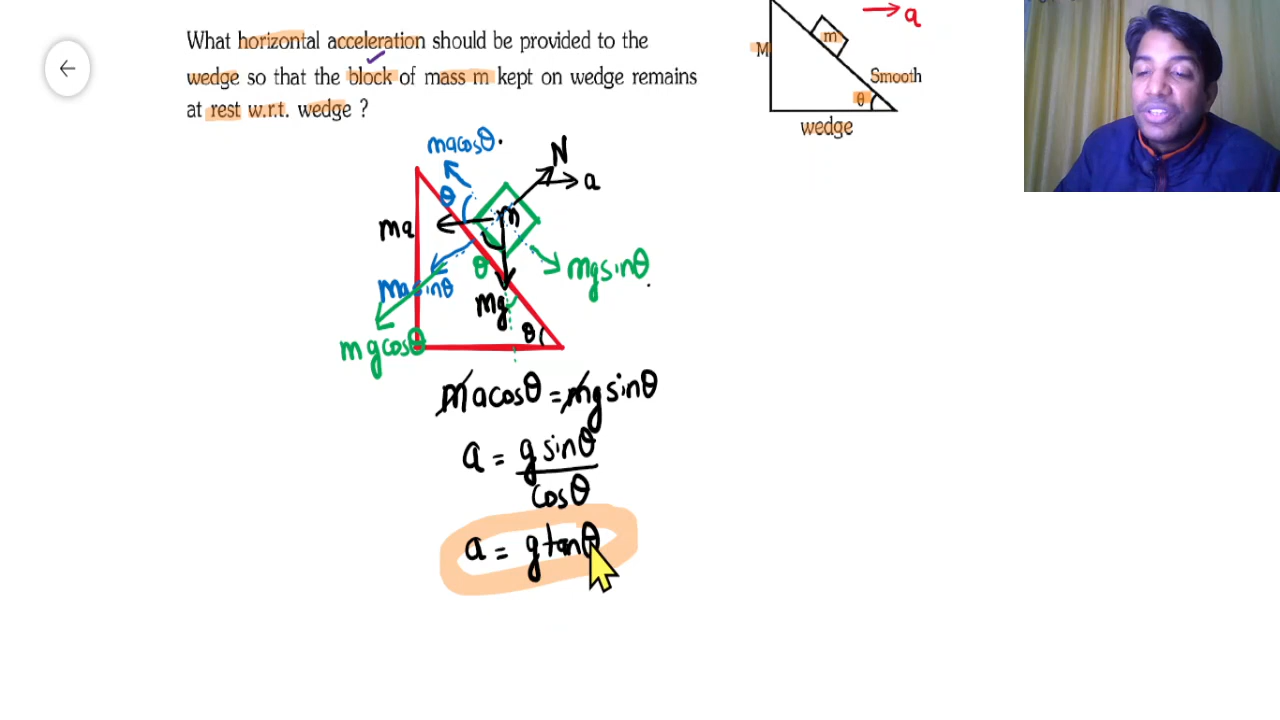 What horizontal acceleration should be provided to the
wedge so that the block of mass m kept on wedge remains
at rest w.r.t. wedge ?
a
M
m
Smooth
θ
wedge
macosθ.
N
a
θ
m
ma
θ
mgsinθ.
masinθ
mg
θ
mgcosθ
macosθ = mgsinθ
a = gsinθ
cosθ
a = gtanθ